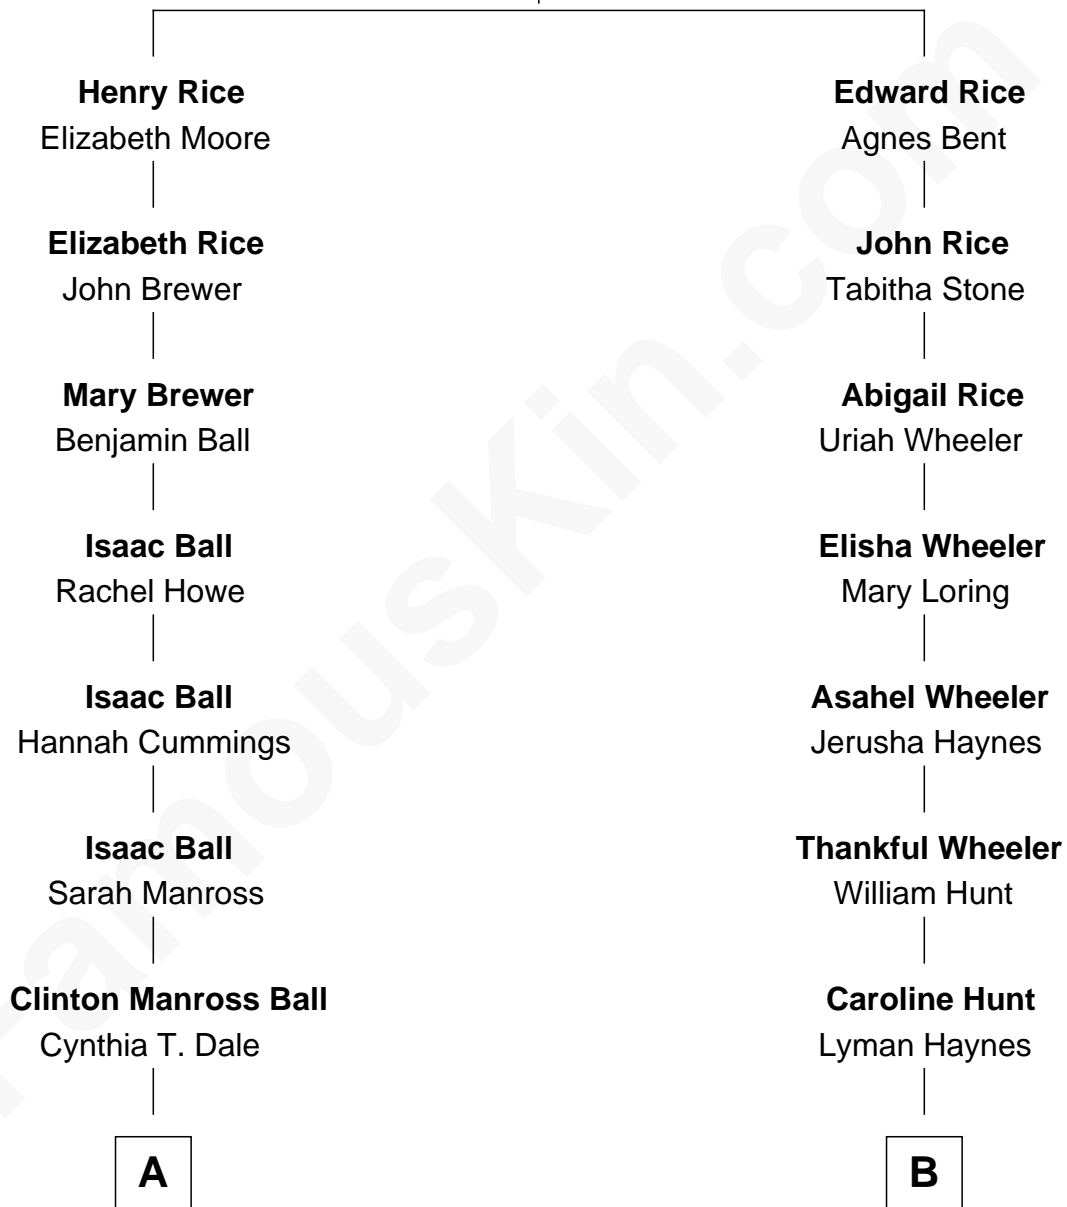 Henry Rice
Elizabeth Moore
Elizabeth Rice
John Brewer
Mary Brewer
Benjamin Ball
Isaac Ball
Rachel Howe
Isaac Ball
Hannah Cummings
Isaac Ball
Sarah Manross
Clinton Manross Ball
Cynthia T. Dale
A
Edward Rice
Agnes Bent
John Rice
Tabitha Stone
Abigail Rice
Uriah Wheeler
Elisha Wheeler
Mary Loring
Asahel Wheeler
Jerusha Haynes
Thankful Wheeler
William Hunt
Caroline Hunt
Lyman Haynes
B
FamousKin.com